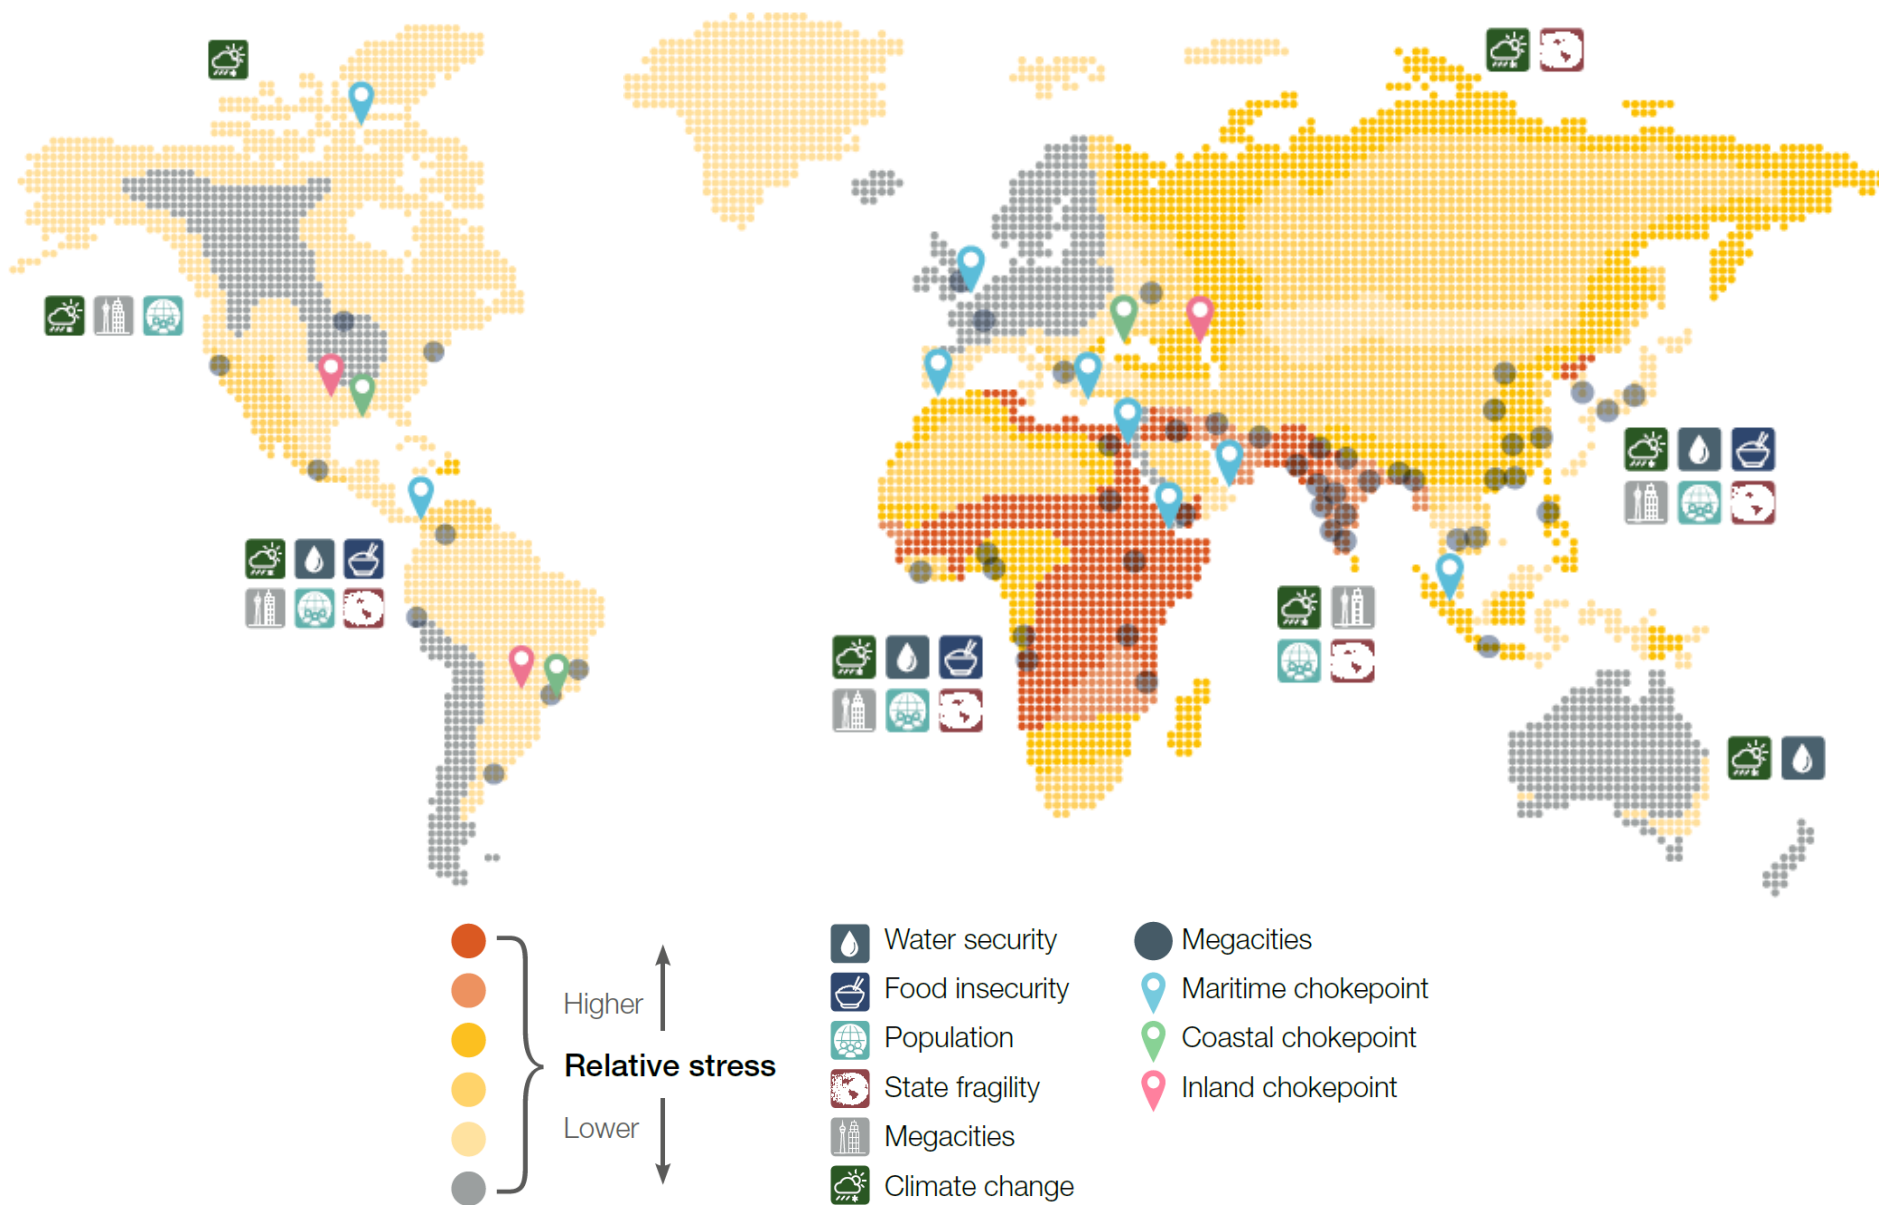 Higher
Relative stress
Lower
Water security
Food insecurity
Population
State fragility
Megacities
Climate change
Megacities
Maritime chokepoint
Coastal chokepoint
Inland chokepoint